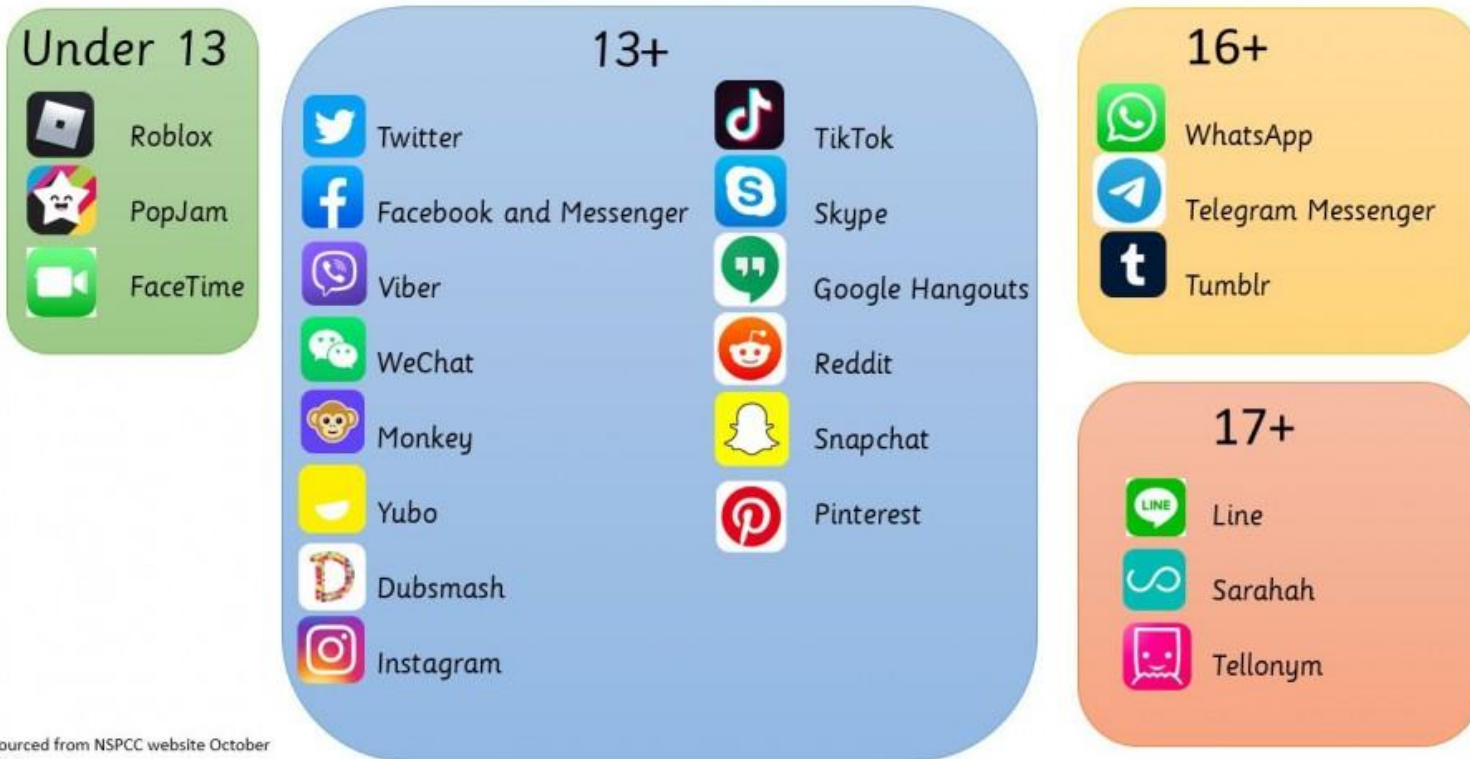 Under 13
Roblox
PopJam
FaceTime
13+
Twitter
Facebook and Messenger
Viber
WeChat
Monkey
Yubo
Dubsmash
Instagram
TikTok
Skype
Google Hangouts
Reddit
Snapchat
Pinterest
16+
WhatsApp
Telegram Messenger
Tumblr
17+
LINE
Line
Sarahah
Tellonym
ourced from NSPCC website October